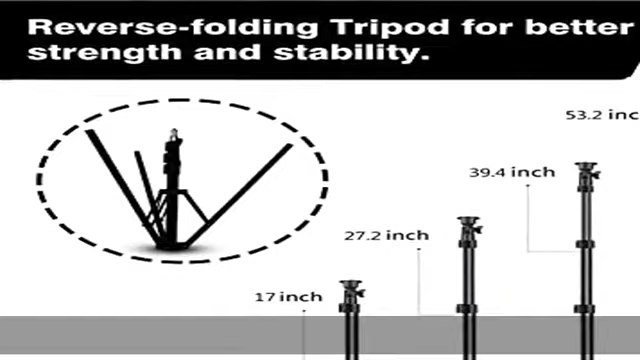 Reverse-folding Tripod for better
strength and stability.
53.2 inc
39.4 inch
27.2 inch
17 inch